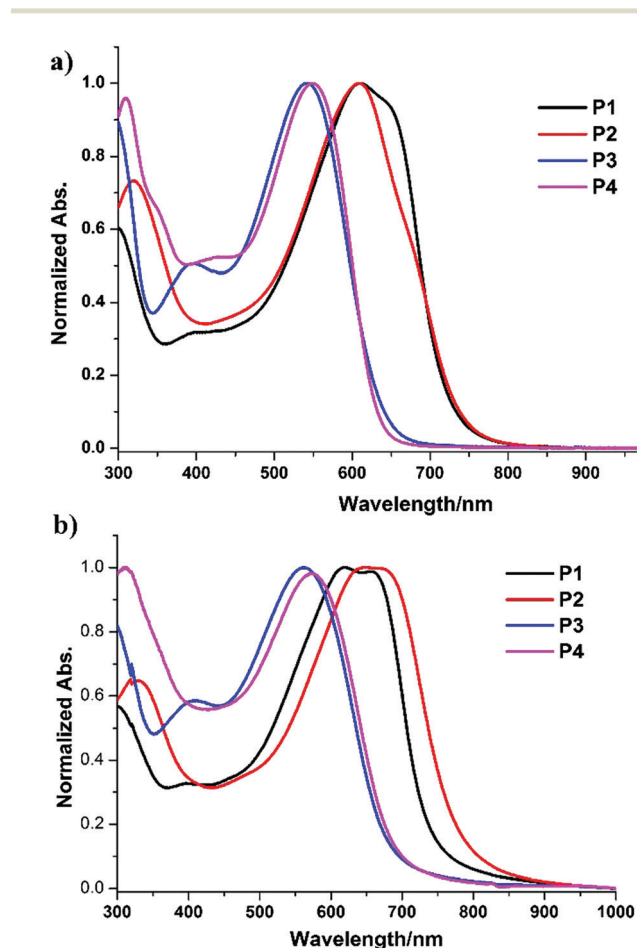 a)
1.0
0.8
0.6
0.4
0.2
0.0
Normalized Abs.
P1
P2
P3
P4
300 400 500 600 700 800 900
Wavelength/nm
b)
1.0
0.8
0.6
0.4
0.2
0.0
Normalized Abs.
P1
P2
P3
P4
300 400 500 600 700 800 900 1000
Wavelength/nm